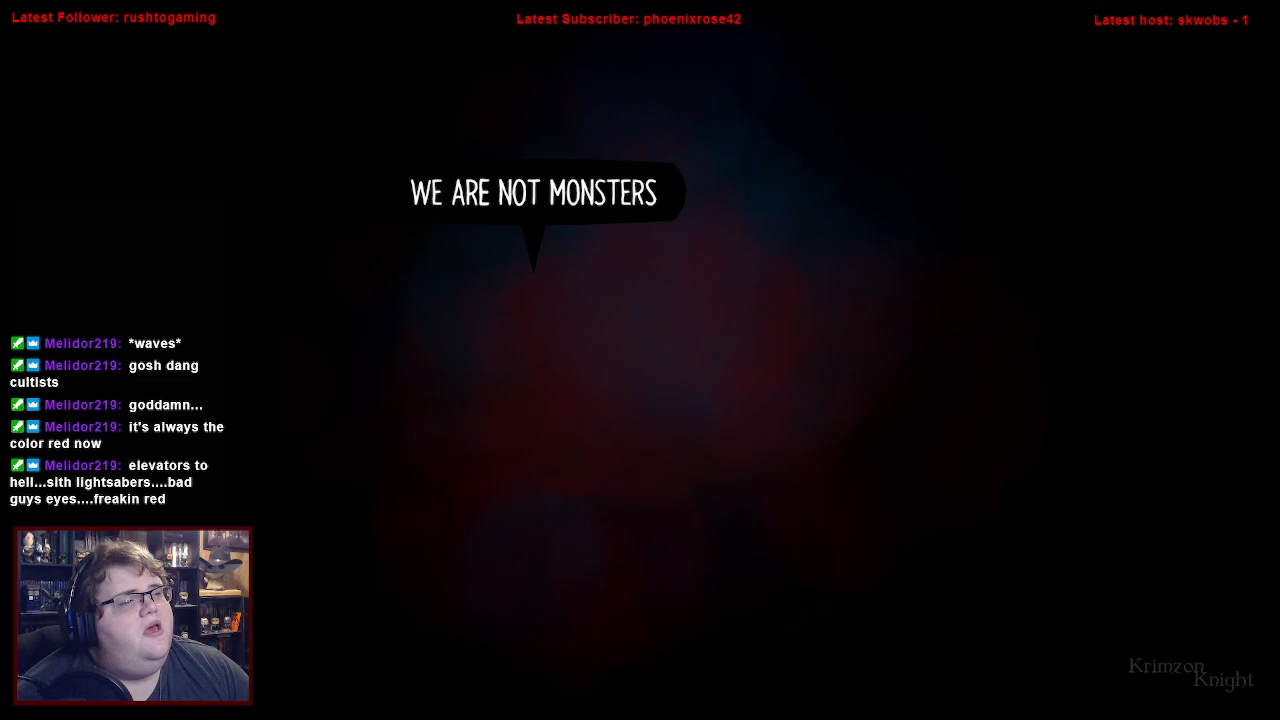 Latest Follower: rushtogaming
Latest Subscriber: phoenixrose42
Latest host: skwobs - 1
WE ARE NOT MONSTERS
Melidor219: *waves*
Melidor219: gosh dang
cultists
Melidor219: goddamn...
Melidor219: it's always the
color red now
Melidor219: elevators to
hell...sith lightsabers....bad
guys eyes....freakin red
Krimzon
Knight